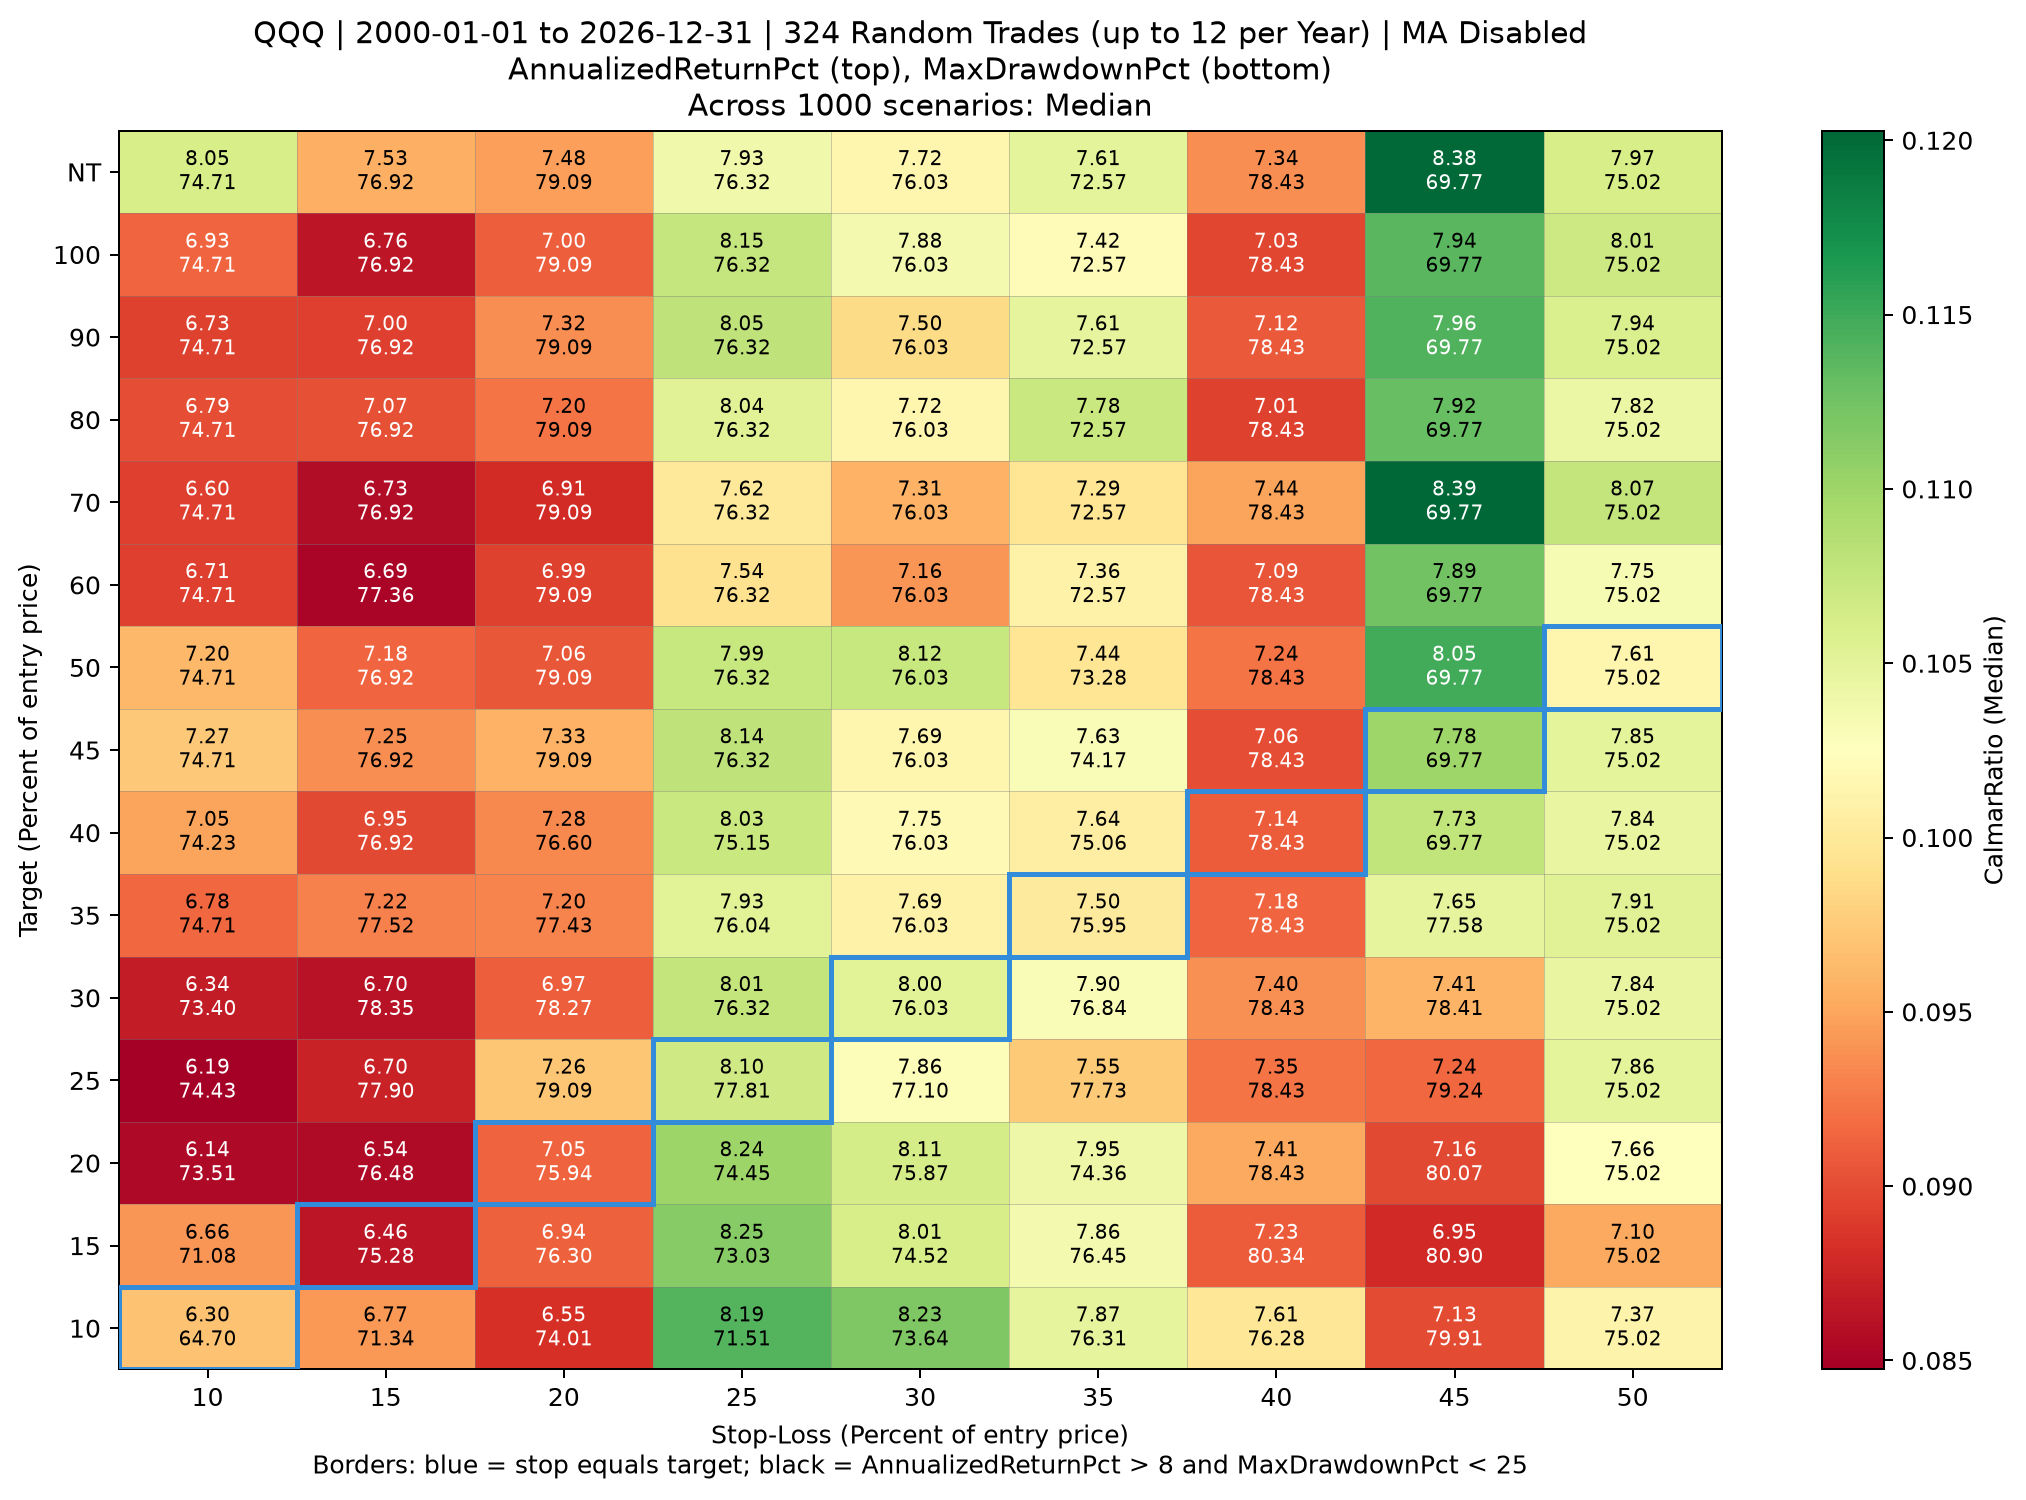 QQQ | 2000-01-01 to 2026-12-31 | 324 Random Trades (up to 12 per Year) | MA Disabled
AnnualizedReturnPct (top), MaxDrawdownPct (bottom)
Across 1000 scenarios: Median
NT
8.05 7.53 7.48 7.93 7.72 7.61 7.34 8.38 7.97
74.71 76.92 79.09 76.32 76.03 72.57 78.43 69.77 75.02
100
6.93 6.76 7.00 8.15 7.88 7.42 7.03 7.94 8.01
74.71 76.92 79.09 76.32 76.03 72.57 78.43 69.77 75.02
90
6.73 7.00 7.32 8.05 7.50 7.61 7.12 7.96 7.94
74.71 76.92 79.09 76.32 76.03 72.57 78.43 69.77 75.02
80
6.79 7.07 7.20 8.04 7.72 7.78 7.01 7.92 7.82
74.71 76.92 79.09 76.32 76.03 72.57 78.43 69.77 75.02
70
6.60 6.73 6.91 7.62 7.31 7.29 7.44 8.39 8.07
74.71 76.92 79.09 76.32 76.03 72.57 78.43 69.77 75.02
60
6.71 6.69 6.99 7.54 7.16 7.36 7.09 7.89 7.75
74.71 77.36 79.09 76.32 76.03 72.57 78.43 69.77 75.02
50
7.20 7.18 7.06 7.99 8.12 7.44 7.24 8.05 7.61
74.71 76.92 79.09 76.32 76.03 73.28 78.43 69.77 75.02
45
7.27 7.25 7.33 8.14 7.69 7.63 7.06 7.78 7.85
74.71 76.92 79.09 76.32 76.03 74.17 78.43 69.77 75.02
40
7.05 6.95 7.28 8.03 7.75 7.64 7.14 7.73 7.84
74.23 76.92 76.60 75.15 76.03 75.06 78.43 69.77 75.02
35
6.78 7.22 7.20 7.93 7.69 7.50 7.18 7.65 7.91
74.71 77.52 77.43 76.04 76.03 75.95 78.43 77.58 75.02
30
6.34 6.70 6.97 8.01 8.00 7.90 7.40 7.41 7.84
73.40 78.35 78.27 76.32 76.03 76.84 78.43 78.41 75.02
25
6.19 6.70 7.26 8.10 7.86 7.55 7.35 7.24 7.86
74.43 77.90 79.09 77.81 77.10 77.73 78.43 79.24 75.02
20
6.14 6.54 7.05 8.24 8.11 7.95 7.41 7.16 7.66
73.51 76.48 75.94 74.45 75.87 74.36 78.43 80.07 75.02
15
6.66 6.46 6.94 8.25 8.01 7.86 7.23 6.95 7.10
71.08 75.28 76.30 73.03 74.52 76.45 80.34 80.90 75.02
10
6.30 6.77 6.55 8.19 8.23 7.87 7.61 7.13 7.37
64.70 71.34 74.01 71.51 73.64 76.31 76.28 79.91 75.02
10 15 20 25 30 35 40 45 50
Target (Percent of entry price)
Stop-Loss (Percent of entry price)
Borders: blue = stop equals target; black = AnnualizedReturnPct > 8 and MaxDrawdownPct < 25
0.120
0.115
0.110
0.105
0.100
0.095
0.090
0.085
CalmarRatio (Median)